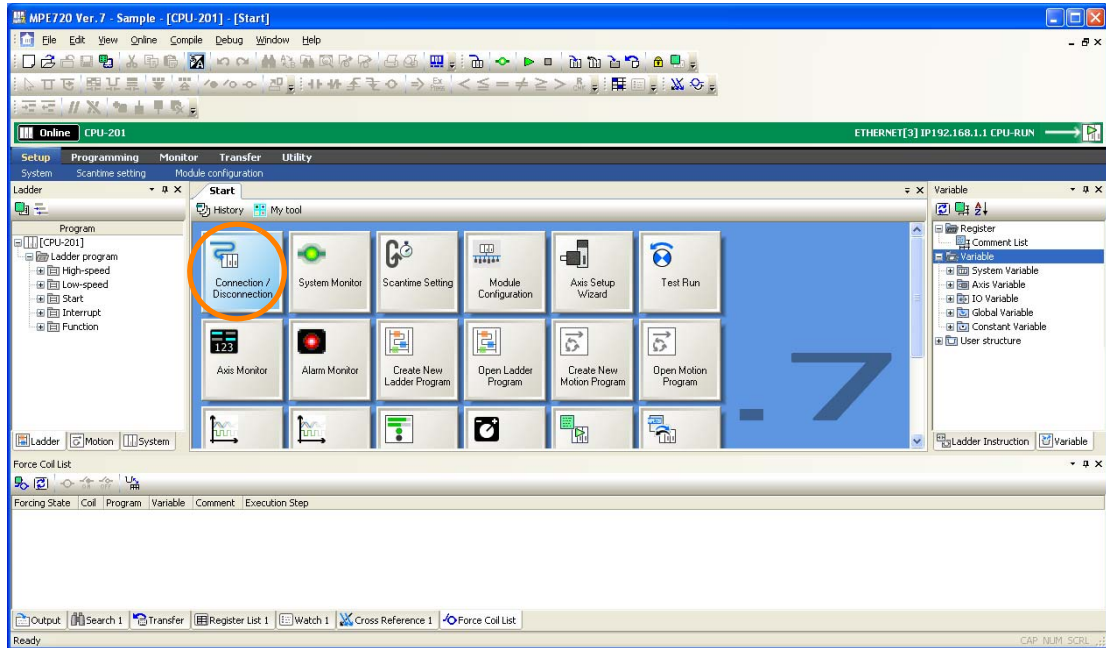 MPE720 Ver. 7 - Sample - [CPU-201] - [Start]
File Edit View Online Compile Debug Window Help
Online CPU-201 ETHERNET[3] IP192.168.1.1 CPU-RUN
Setup Programming Monitor Transfer Utility
System Scantime setting Module configuration
Ladder
Start
Variable
History My tool
Program
[CPU-201]
Ladder program
High-speed
Low-speed
Start
Interrupt
Function
Connection /
Disconnection
System Monitor
Scantime Setting
Module
Configuration
Axis Setup
Wizard
Test Run
123
Axis Monitor
Alarm Monitor
Create New
Ladder Program
Open Ladder
Program
Create New
Motion Program
Open Motion
Program
.7
Register
Comment List
Variable
System Variable
Axis Variable
IO Variable
Global Variable
Constant Variable
User structure
Ladder Motion System
Ladder Instruction Variable
Force Coil List
Forcing State Coil Program Variable Comment Execution Step
Output Search 1 Transfer Register List 1 Watch 1 Cross Reference 1 Force Coil List
Ready CAP NUM SCRL